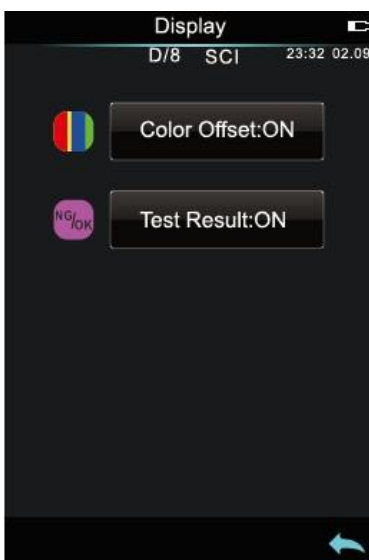 Display
D/8 SCI 23:32 02.09
Color Offset:ON
NG/OK Test Result:ON